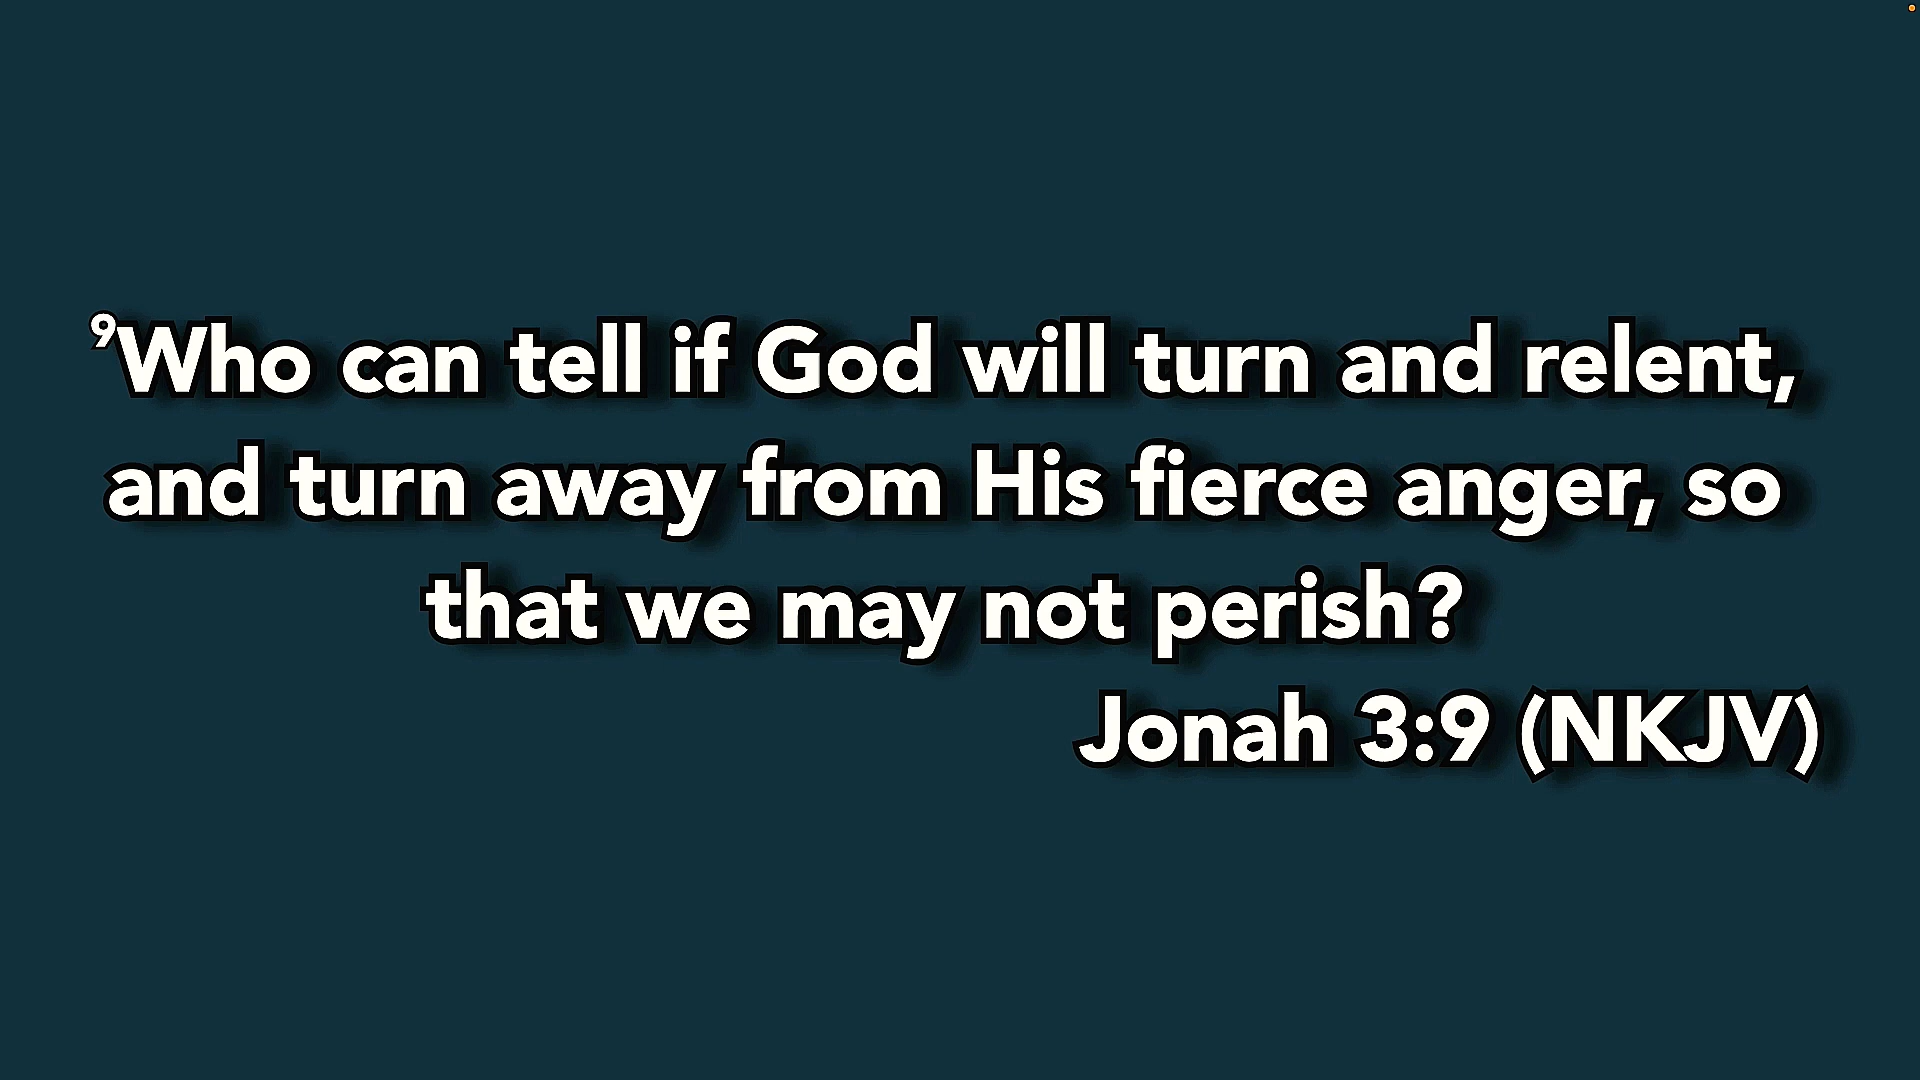 ⁹Who can tell if God will turn and relent,
and turn away from His fierce anger, so
that we may not perish?
Jonah 3:9 (NKJV)